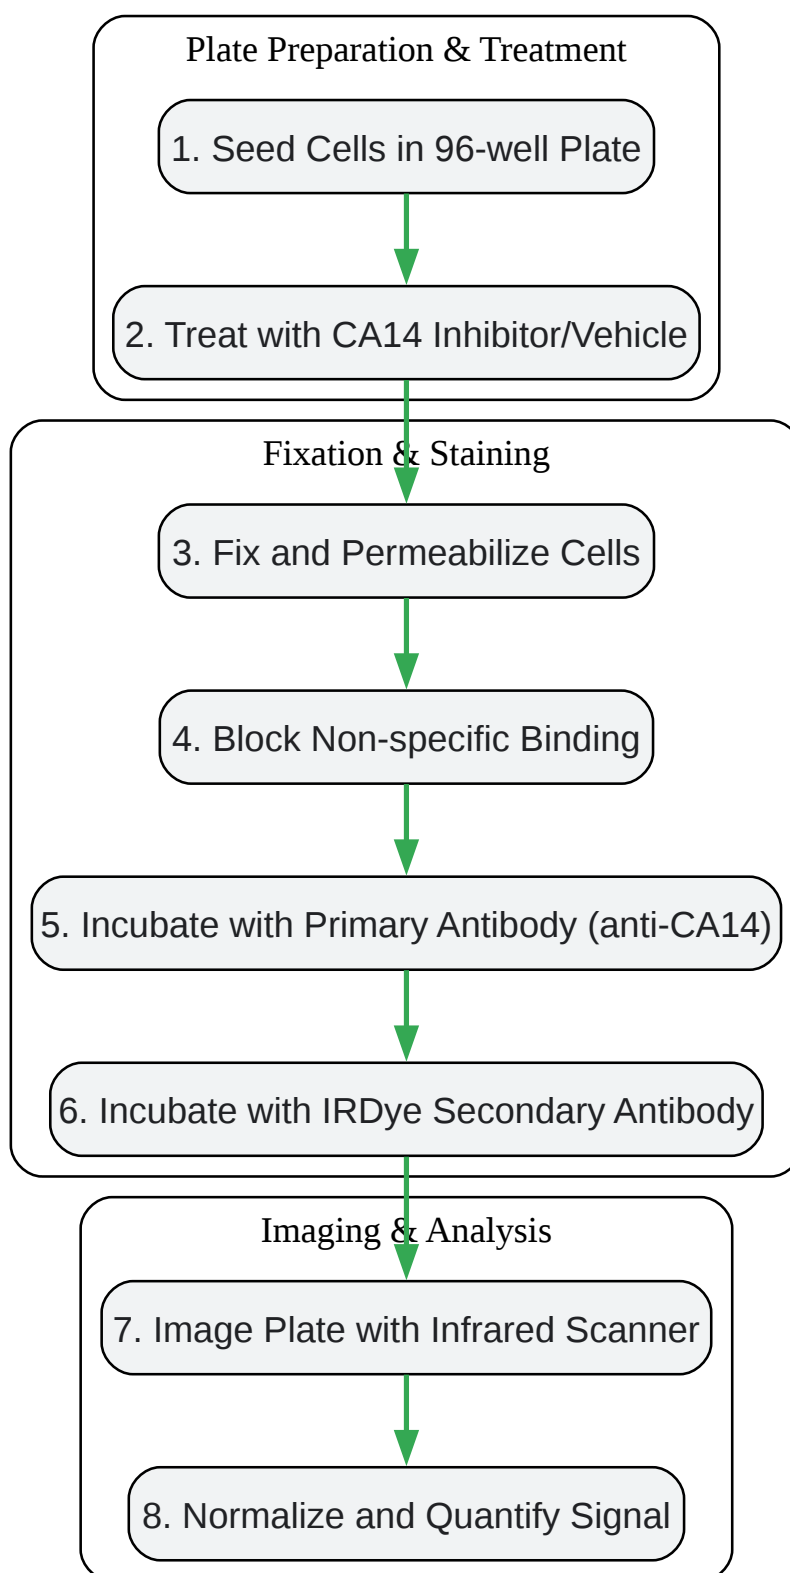 Plate Preparation & Treatment
1. Seed Cells in 96-well Plate
2. Treat with CA14 Inhibitor/Vehicle
Fixation & Staining
3. Fix and Permeabilize Cells
4. Block Non-specific Binding
5. Incubate with Primary Antibody (anti-CA14)
6. Incubate with IRDye Secondary Antibody
Imaging & Analysis
7. Image Plate with Infrared Scanner
8. Normalize and Quantify Signal